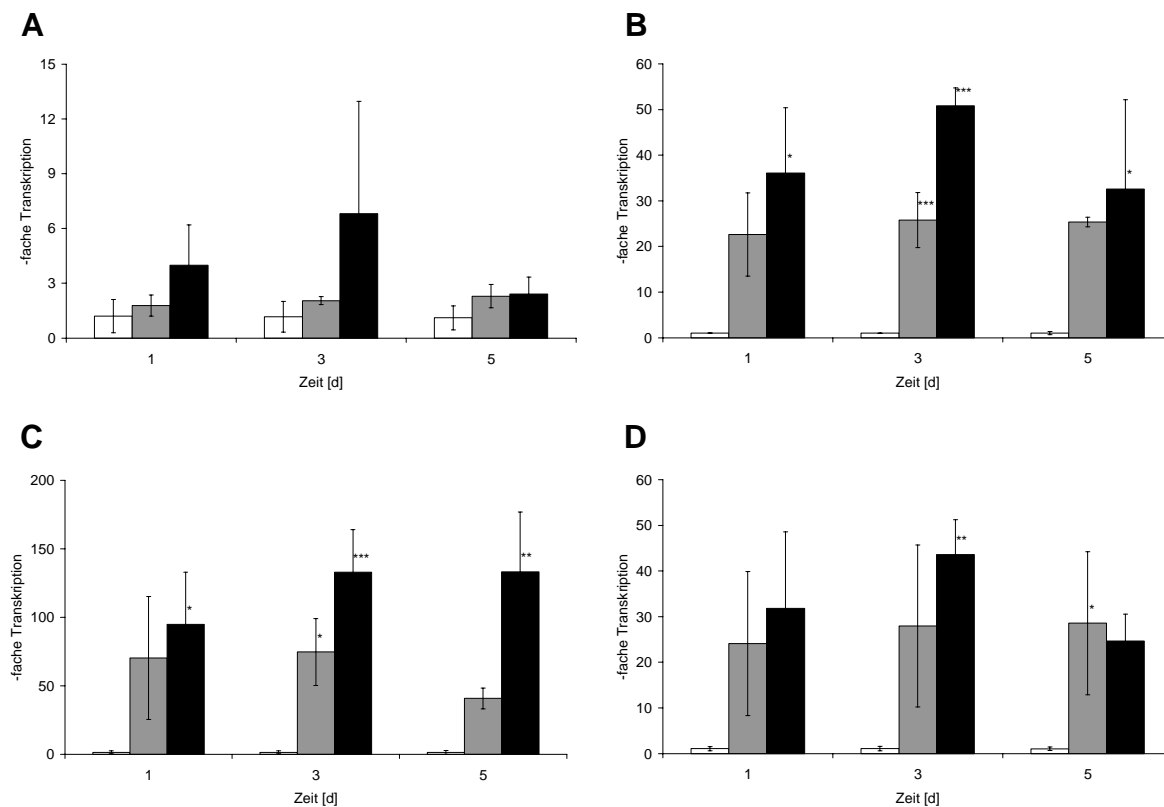 A
-fache Transkription
15
12
9
6
3
0
1 3 5
Zeit [d]
B
-fache Transkription
60
50
40
30
20
10
0
*
***
***
*
1 3 5
Zeit [d]
C
-fache Transkription
200
150
100
50
0
*
*
***
**
1 3 5
Zeit [d]
D
-fache Transkription
60
50
40
30
20
10
0
**
*
1 3 5
Zeit [d]